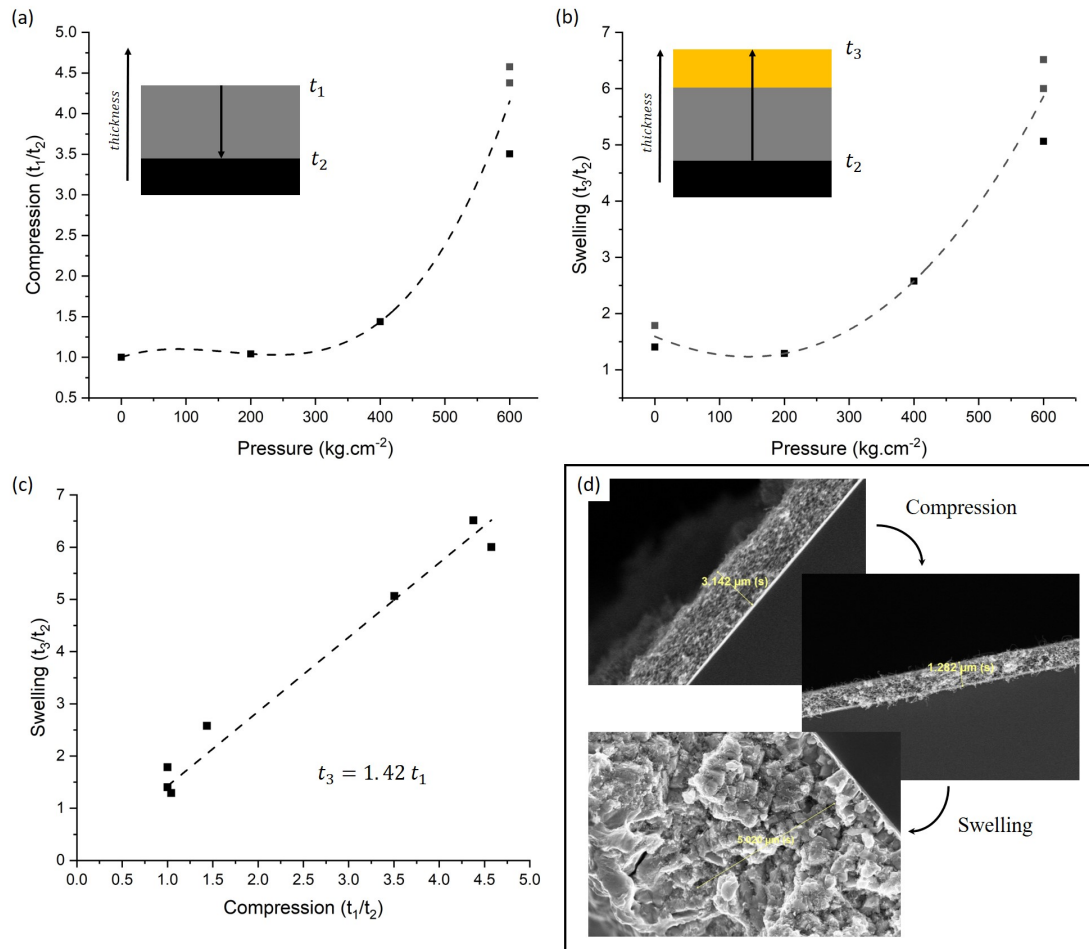 (a)
5.0
4.5
4.0
3.5
3.0
2.5
2.0
1.5
1.0
0.5
Compression (t₁/t₂)
thickness
t₁
t₂
0 100 200 300 400 500 600
Pressure (kg.cm⁻²)
(b)
7
6
5
4
3
2
1
Swelling (t₃/t₂)
thickness
t₃
t₂
0 100 200 300 400 500 600
Pressure (kg.cm⁻²)
(c)
7
6
5
4
3
2
1
0
Swelling (t₃/t₂)
t₃ = 1.42 t₁
0.0 0.5 1.0 1.5 2.0 2.5 3.0 3.5 4.0 4.5 5.0
Compression (t₁/t₂)
(d)
Compression
3.142 µm (s)
1.282 µm (s)
µm (s)
Swelling